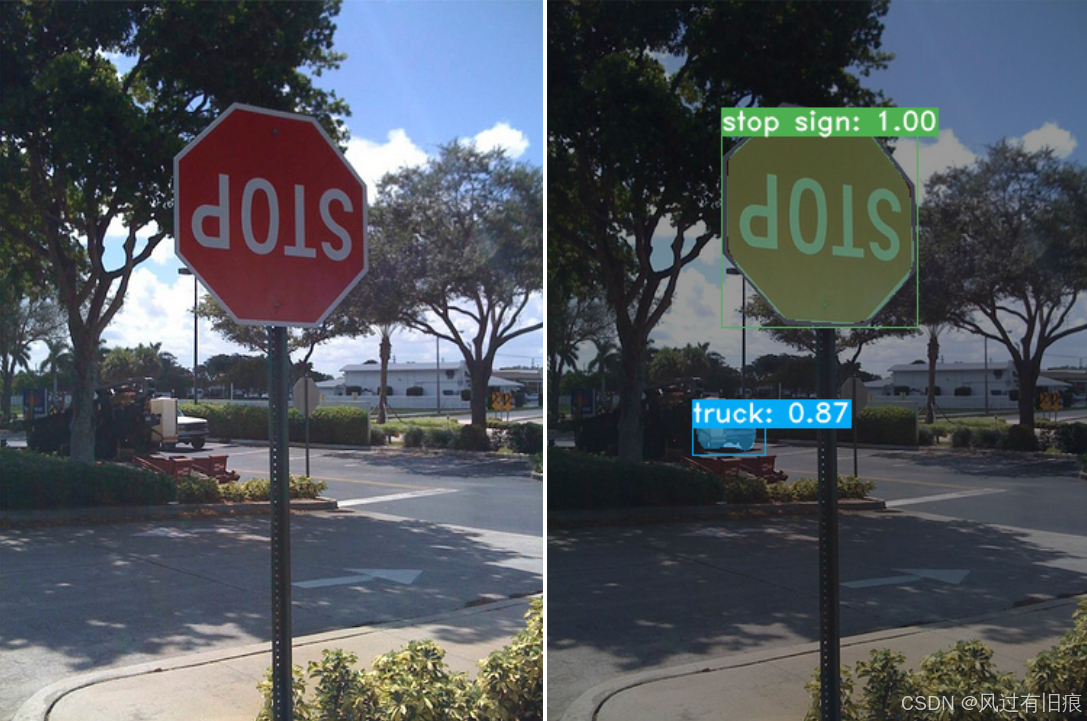 STOP
stop sign: 1.00
STOP
truck: 0.87
CSDN @风过有旧痕